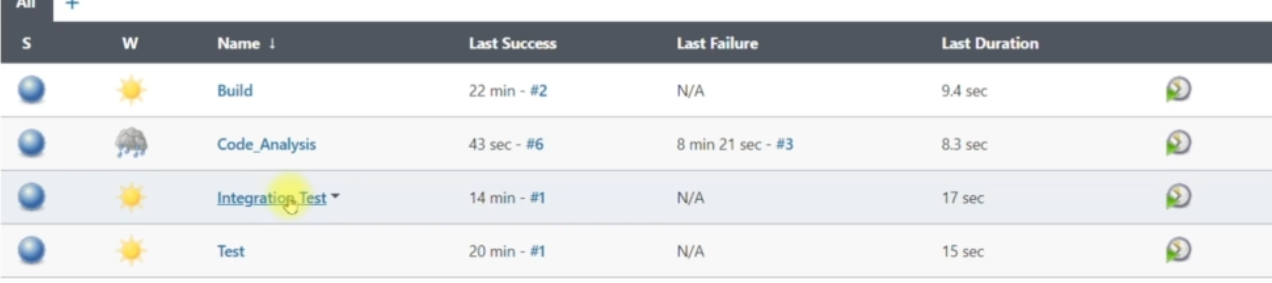 All +
S W Name ↓ Last Success Last Failure Last Duration
Build 22 min - #2 N/A 9.4 sec
Code_Analysis 43 sec - #6 8 min 21 sec - #3 8.3 sec
Integration_Test 14 min - #1 N/A 17 sec
Test 20 min - #1 N/A 15 sec